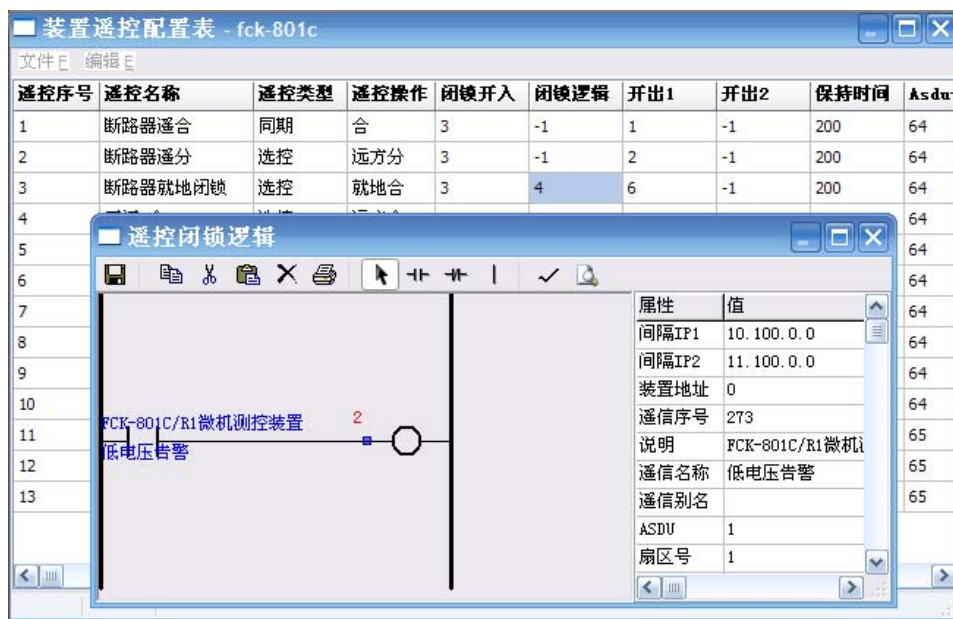 装置遥控配置表 - fck-801c
文件F 编辑E
遥控序号 遥控名称 遥控类型 遥控操作 闭镜开入 闭镜逻辑 开出1 开出2 保持时间 Asdu
1 断路器遥合 同期 合 3 -1 1 -1 200 64
2 断路器遥分 选控 远方分 3 -1 2 -1 200 64
3 断路器就地闭锁 选控 就地合 3 4 6 -1 200 64
4 64
5 64
6 64
7 64
8 64
9 64
10 64
11 65
12 65
13 65
遥控闭锁逻辑
属性 值
间隔IP1 10.100.0.0
间隔IP2 11.100.0.0
装置地址 0
遥信序号 273
说明 FCK-801C/R1微机
遥信名称 低电压告警
遥信别名
ASDU 1
扇区号 1
FCK-801C/R1微机测控装置
2
低电压告警